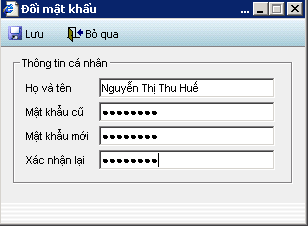 Đổi mật khẩu ...
Lưu Bỏ qua
Thông tin cá nhân
Họ và tên Nguyễn Thị Thu Huế
Mật khẩu cũ ●●●●●●●●
Mật khẩu mới ●●●●●●●●
Xác nhận lại ●●●●●●●●